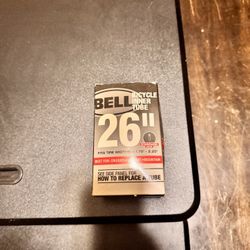 BELL
BICYCLE
INNER
TUBE
26"
FITS TIRE WIDTHS 1.75" - 2.25"
SEE SIDE PANEL FOR
HOW TO REPLACE A TUBE